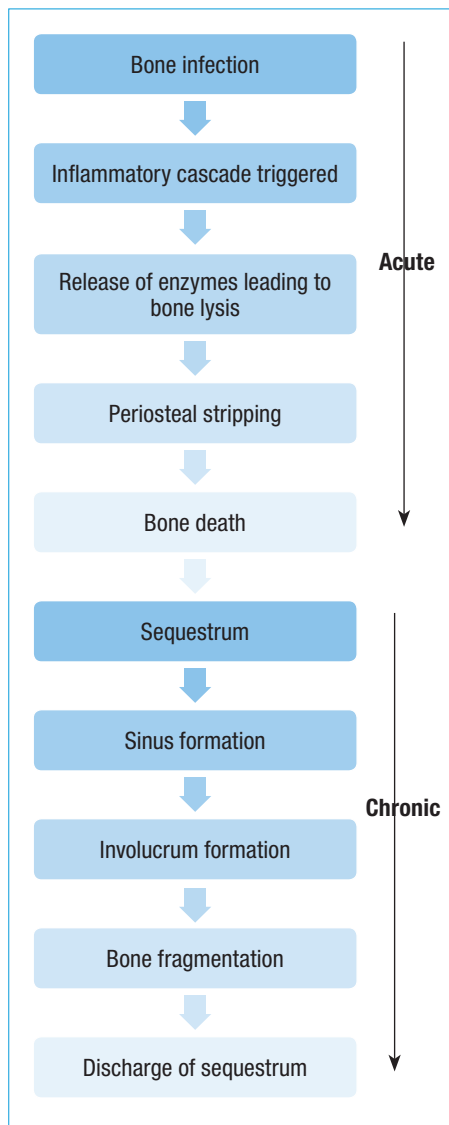 Bone infection
Inflammatory cascade triggered
Release of enzymes leading to
bone lysis
Acute
Periosteal stripping
Bone death
Sequestrum
Sinus formation
Chronic
Involucrum formation
Bone fragmentation
Discharge of sequestrum